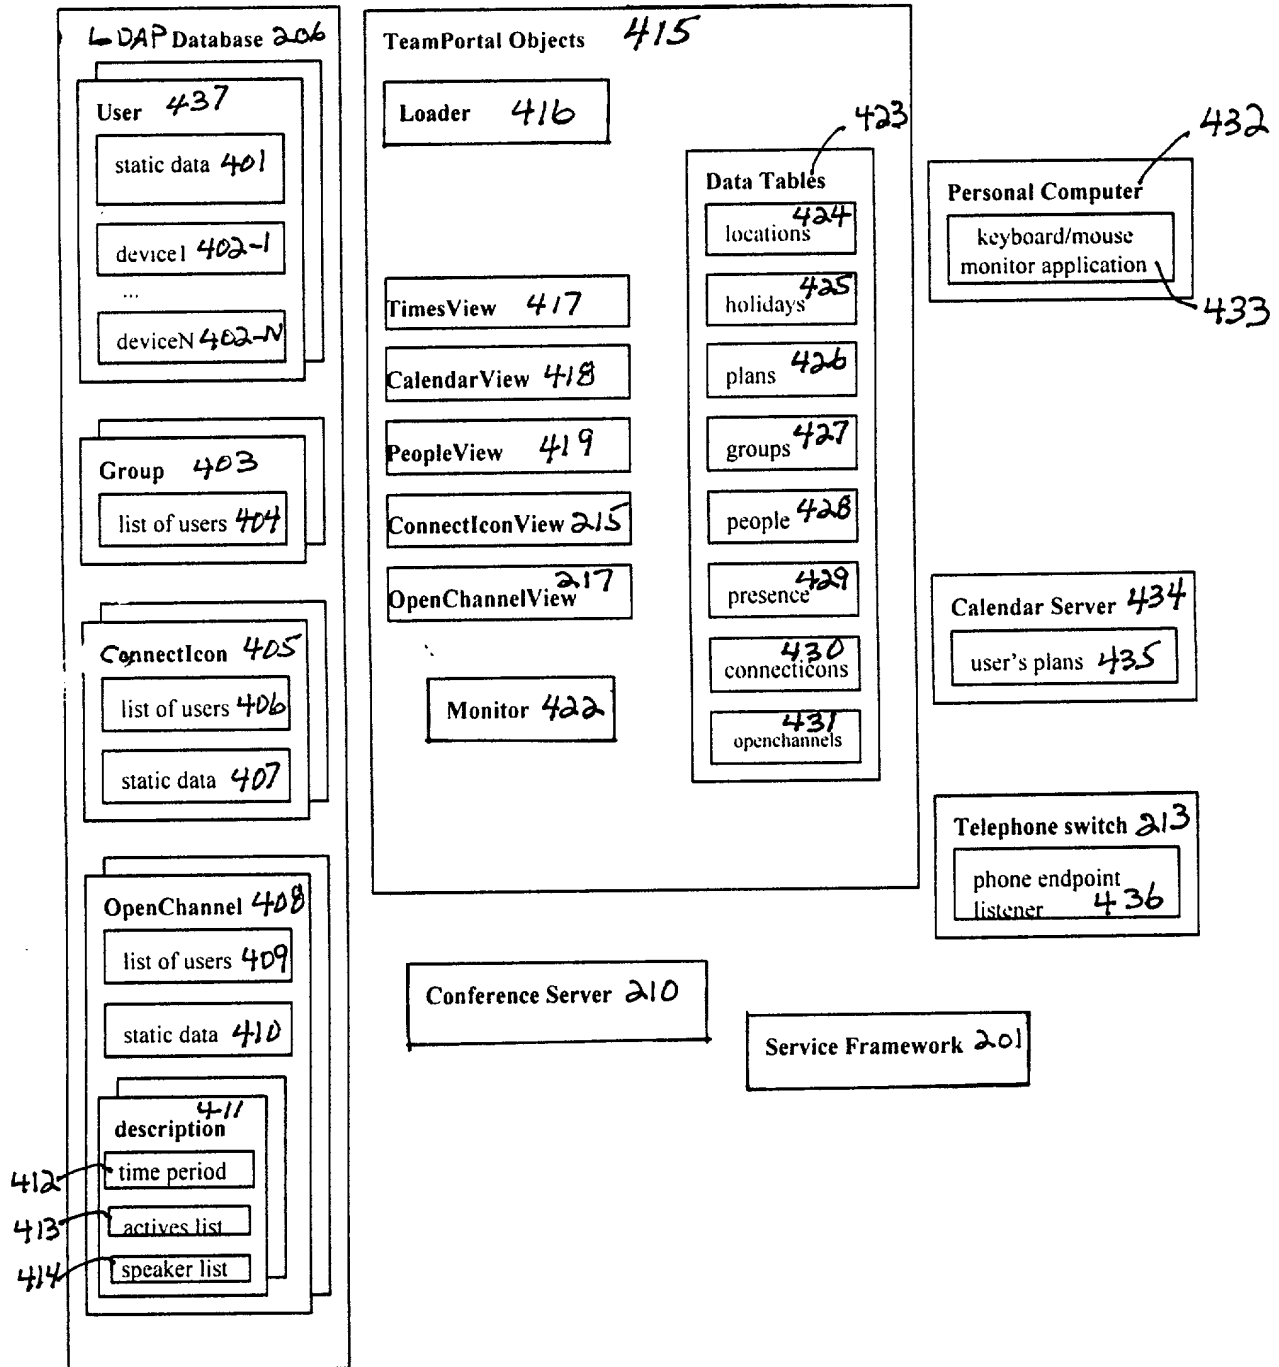 LDAP Database 206
User 437
static data 401
device1 402-1
...
deviceN 402-N
Group 403
list of users 404
ConnectIcon 405
list of users 406
static data 407
OpenChannel 408
list of users 409
static data 410
411
description
412 time period
413 actives list
414 speaker list
TeamPortal Objects 415
Loader 416
TimesView 417
CalendarView 418
PeopleView 419
ConnectIconView 215
217
OpenChannelView
Monitor 422
423
Data Tables
424
locations
425
holidays
plans 426
groups 427
people 428
429
presence
430
connecticons
431
openchannels
432
Personal Computer
keyboard/mouse
monitor application
433
Calendar Server 434
user's plans 435
Telephone switch 213
phone endpoint
listener 436
Conference Server 210
Service Framework 201